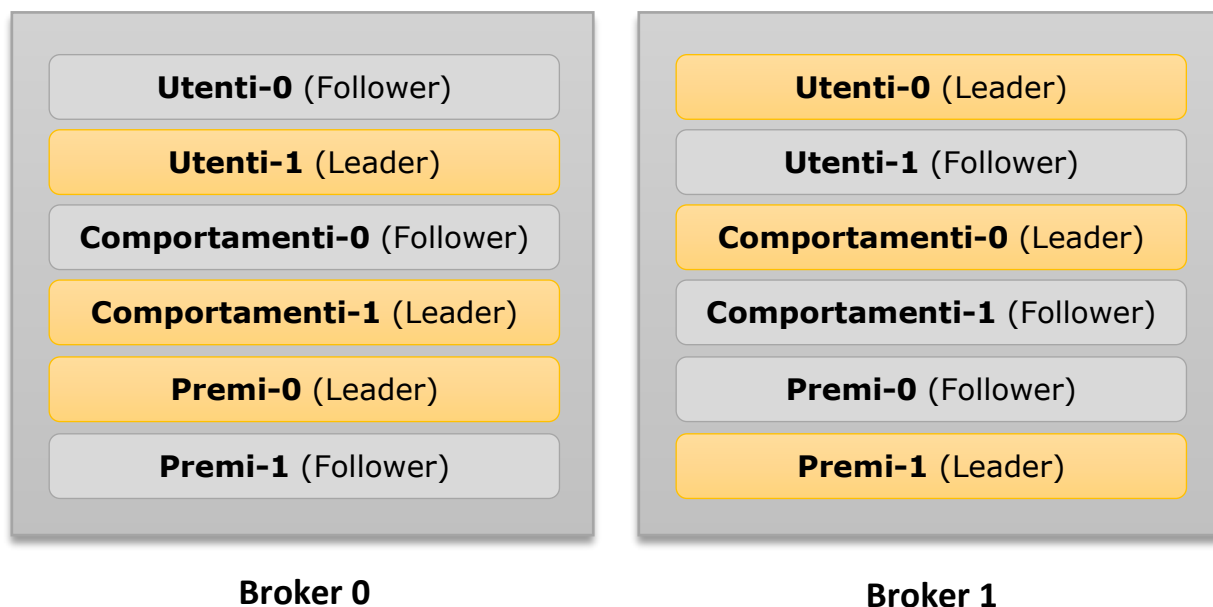 Utenti-0 (Follower)
Utenti-1 (Leader)
Comportamenti-0 (Follower)
Comportamenti-1 (Leader)
Premi-0 (Leader)
Premi-1 (Follower)
Broker 0
Utenti-0 (Leader)
Utenti-1 (Follower)
Comportamenti-0 (Leader)
Comportamenti-1 (Follower)
Premi-0 (Follower)
Premi-1 (Leader)
Broker 1